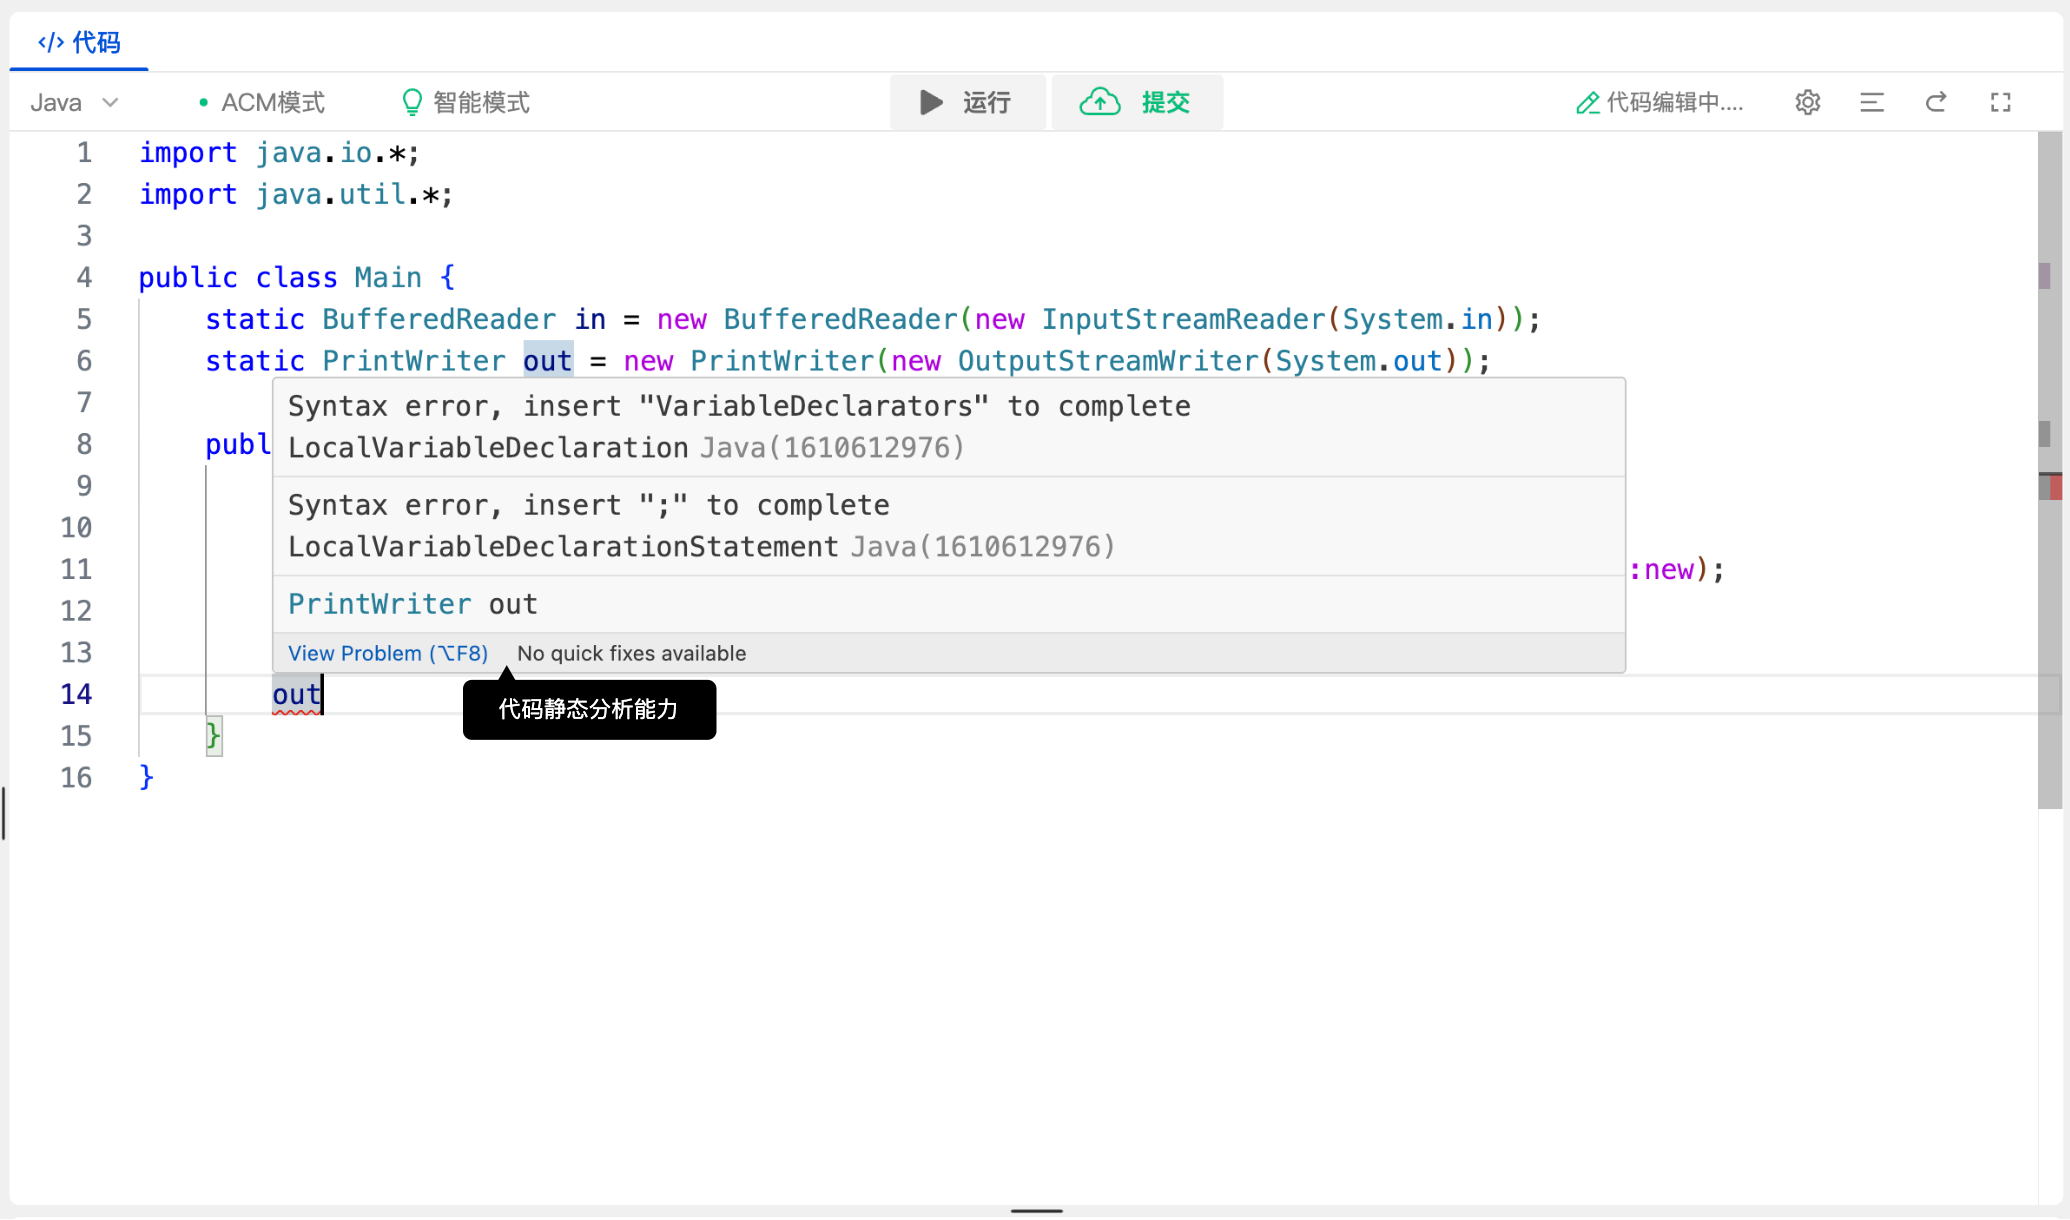 </> 代码
Java ACM模式 智能模式 运行 提交 代码编辑中....
1 import java.io.*;
2 import java.util.*;
3
4 public class Main {
5 static BufferedReader in = new BufferedReader(new InputStreamReader(System.in));
6 static PrintWriter out = new PrintWriter(new OutputStreamWriter(System.out));
7
Syntax error, insert "VariableDeclarators" to complete
LocalVariableDeclaration Java(1610612976)
8 publ
9
Syntax error, insert ";" to complete
LocalVariableDeclarationStatement Java(1610612976)
10
11 :new);
12
PrintWriter out
13
View Problem (⌥F8) No quick fixes available
14 out
代码静态分析能力
15 }
16 }